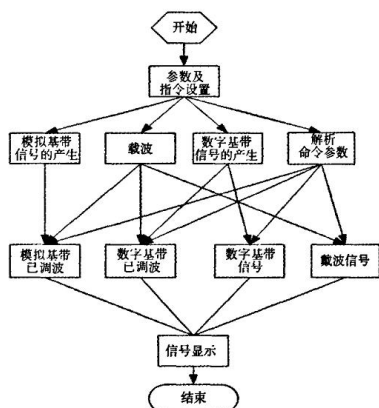 开始
参数及
指令设置
模拟基带
信号的产生
载波
数字基带
信号的产生
解析
命令参数
模拟基带
已调波
数字基带
已调波
数字基带
信号
戴波信号
信号显示
结束